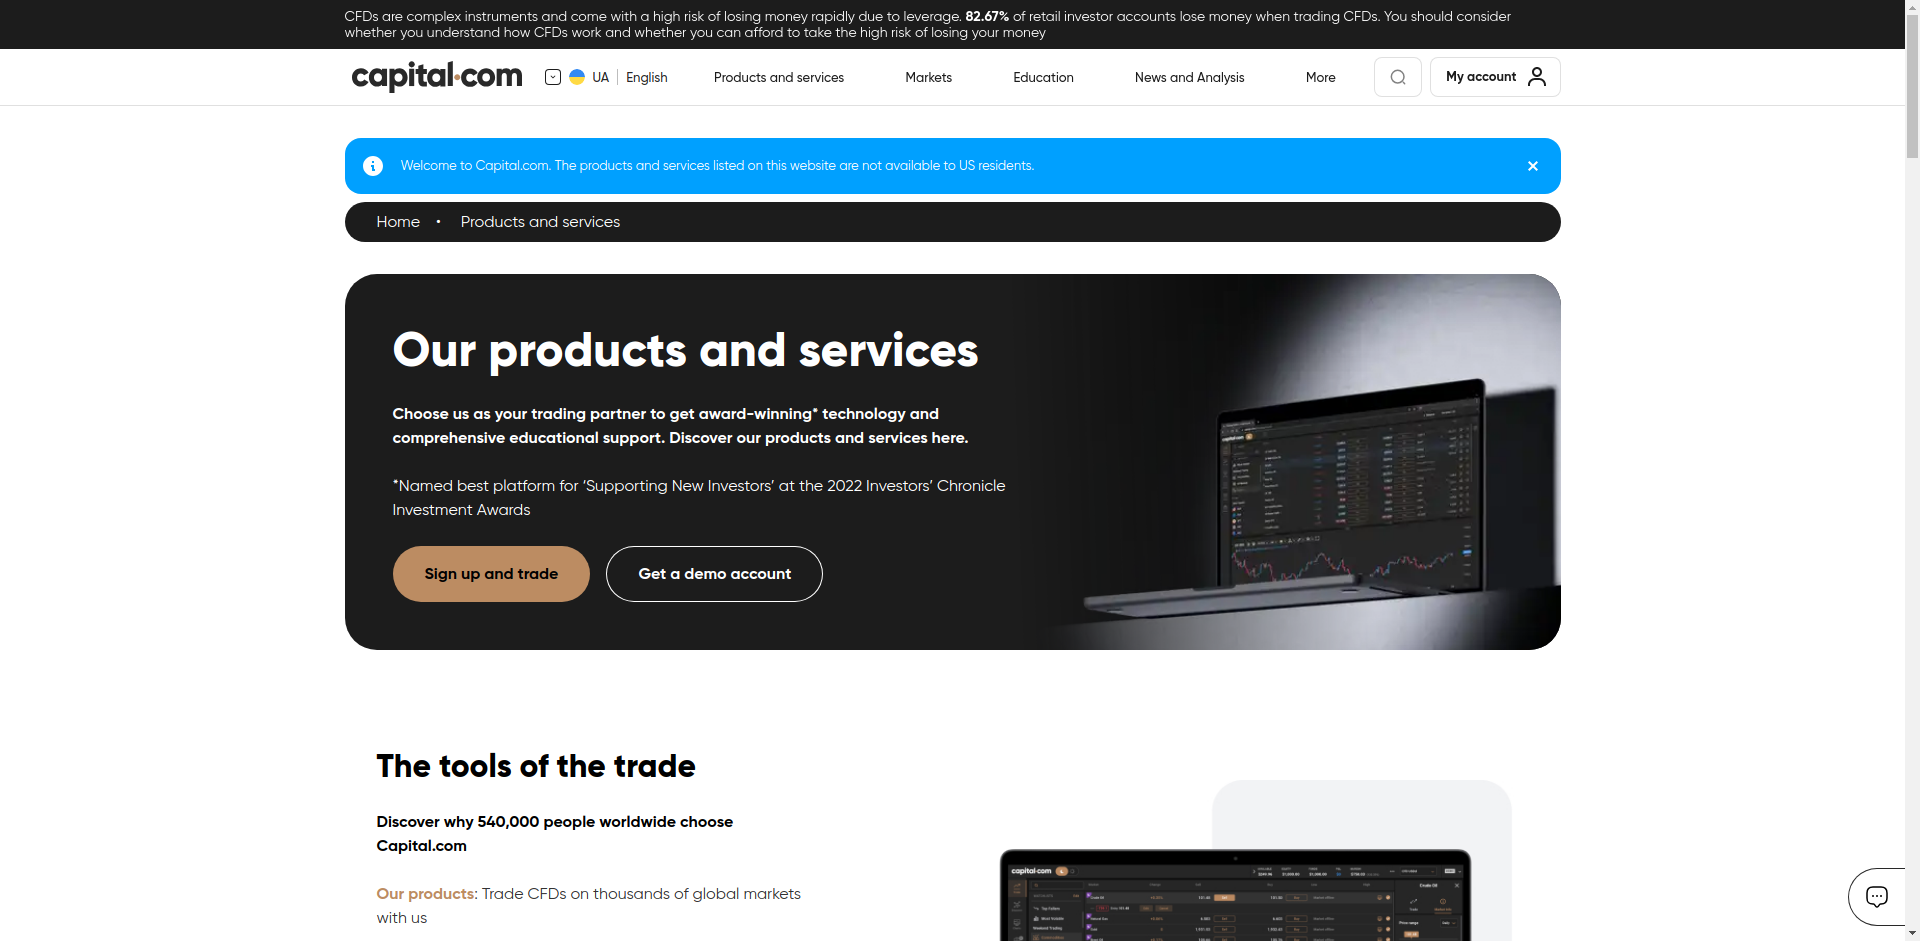 CFDs are complex instruments and come with a high risk of losing money rapidly due to leverage. 82.67% of retail investor accounts lose money when trading CFDs. You should consider
whether you understand how CFDs work and whether you can afford to take the high risk of losing your money
capital.com UA English Products and services Markets Education News and Analysis More My account
Welcome to Capital.com. The products and services listed on this website are not available to US residents.
Home • Products and services
Our products and services
Choose us as your trading partner to get award-winning* technology and
comprehensive educational support. Discover our products and services here.
*Named best platform for ‘Supporting New Investors’ at the 2022 Investors’ Chronicle
Investment Awards
Sign up and trade Get a demo account
The tools of the trade
Discover why 540,000 people worldwide choose
Capital.com
Our products: Trade CFDs on thousands of global markets
with us
capital.com